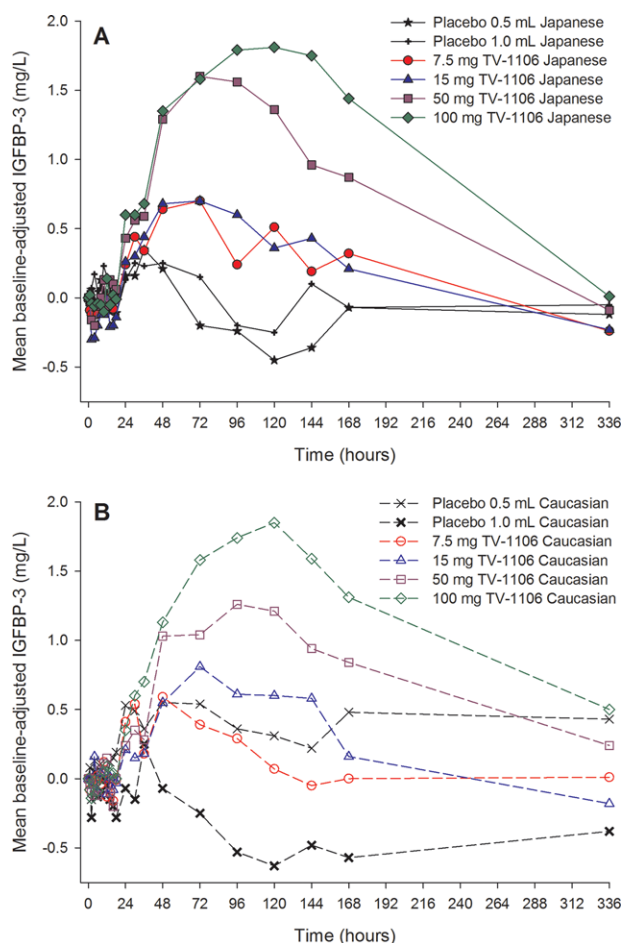 A
Placebo 0.5 mL Japanese
Placebo 1.0 mL Japanese
7.5 mg TV-1106 Japanese
15 mg TV-1106 Japanese
50 mg TV-1106 Japanese
100 mg TV-1106 Japanese
Mean baseline-adjusted IGFBP-3 (mg/L)
2.0
1.5
1.0
0.5
0.0
-0.5
0 24 48 72 96 120 144 168 192 216 240 264 288 312 336
Time (hours)
B
Placebo 0.5 mL Caucasian
Placebo 1.0 mL Caucasian
7.5 mg TV-1106 Caucasian
15 mg TV-1106 Caucasian
50 mg TV-1106 Caucasian
100 mg TV-1106 Caucasian
Mean baseline-adjusted IGFBP-3 (mg/L)
2.0
1.5
1.0
0.5
0.0
-0.5
0 24 48 72 96 120 144 168 192 216 240 264 288 312 336
Time (hours)